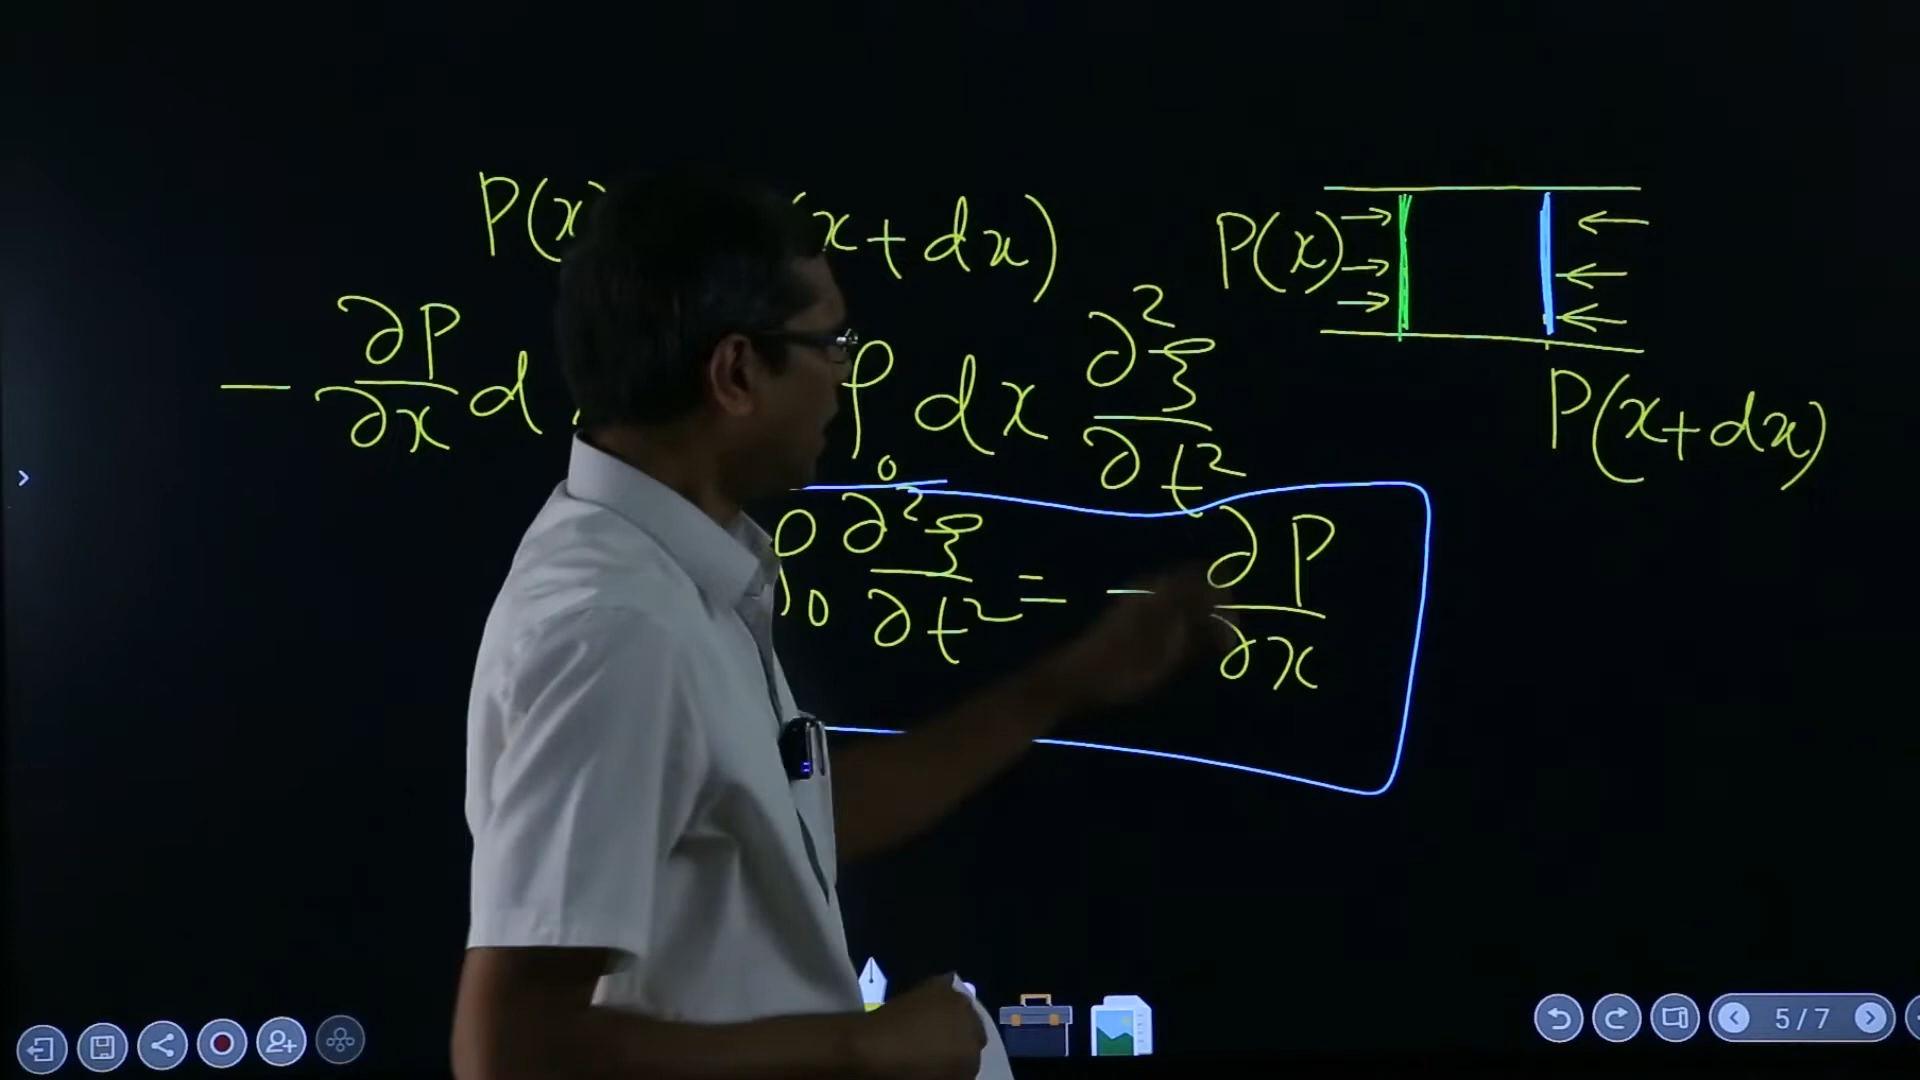 P(x) (x+dx)
− ∂P/∂x d ρ₀ dx ∂²ξ/∂t²
ρ₀ ∂²ξ/∂t² = − ∂P/∂x
P(x)
P(x+dx)
5/7